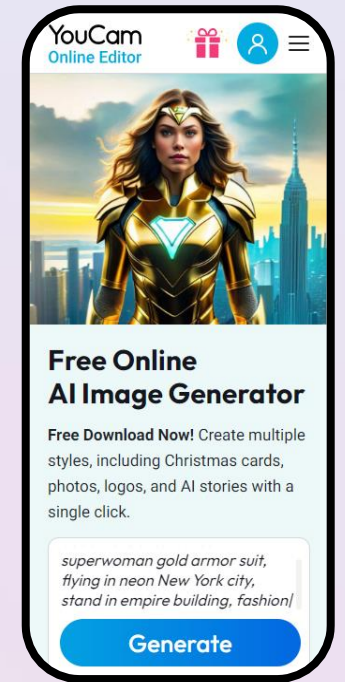 YouCam
Online Editor
Free Online
AI Image Generator
Free Download Now! Create multiple
styles, including Christmas cards,
photos, logos, and AI stories with a
single click.
superwoman gold armor suit,
flying in neon New York city,
stand in empire building, fashion|
Generate